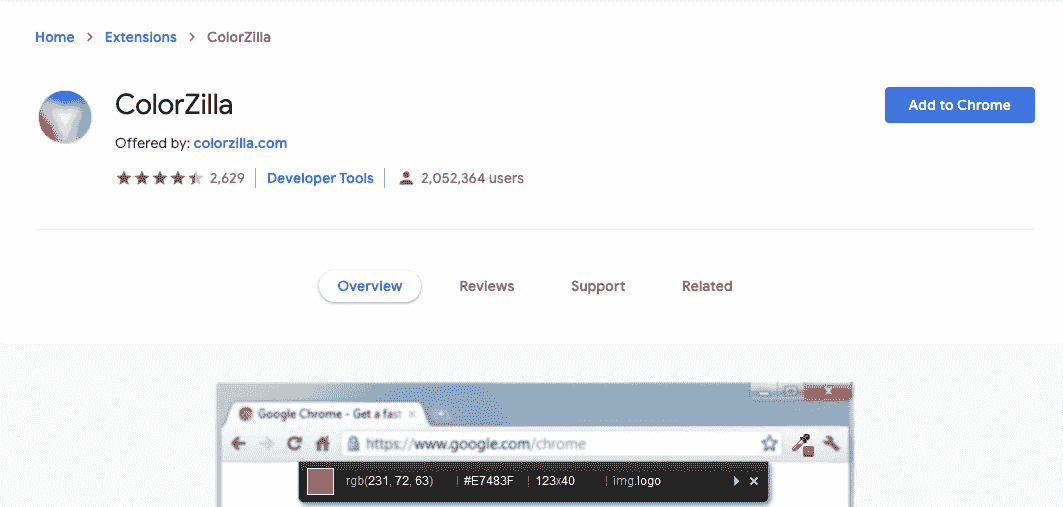 Home > Extensions > ColorZilla
ColorZilla
Add to Chrome
Offered by: colorzilla.com
2,629 Developer Tools 2,052,364 users
Overview Reviews Support Related
Google Chrome - Get a fast
https://www.google.com/chrome
rgb(231, 72, 63) | #E7483F | 123x40 | img.logo